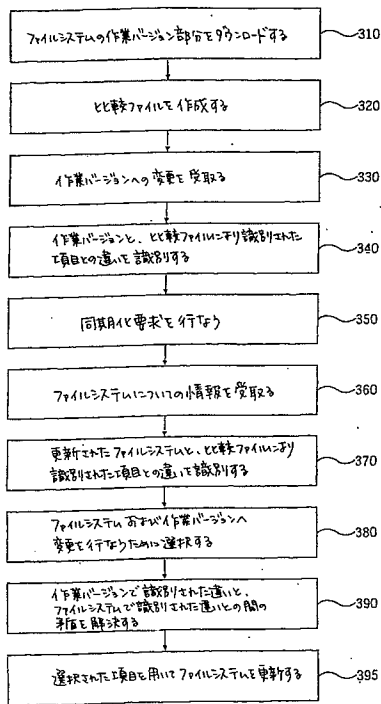 ファイルシステムの作業バージョン部分をダウンロードする
310
比較ファイルを作成する
320
作業バージョンへの変更を受取る
330
作業バージョンと、比較ファイルにより識別された
項目との違いを識別する
340
同期化要求を行なう
350
ファイルシステムについての情報を受取る
360
更新されたファイルシステムと、比較ファイルにより
識別された項目との違いを識別する
370
ファイルシステムおよび作業バージョンへ
変更を行なうために選択する
380
作業バージョンで識別された違いと、
ファイルシステムで識別された違いとの間の
矛盾を解決する
390
選択された項目を用いてファイルシステムを更新する
395